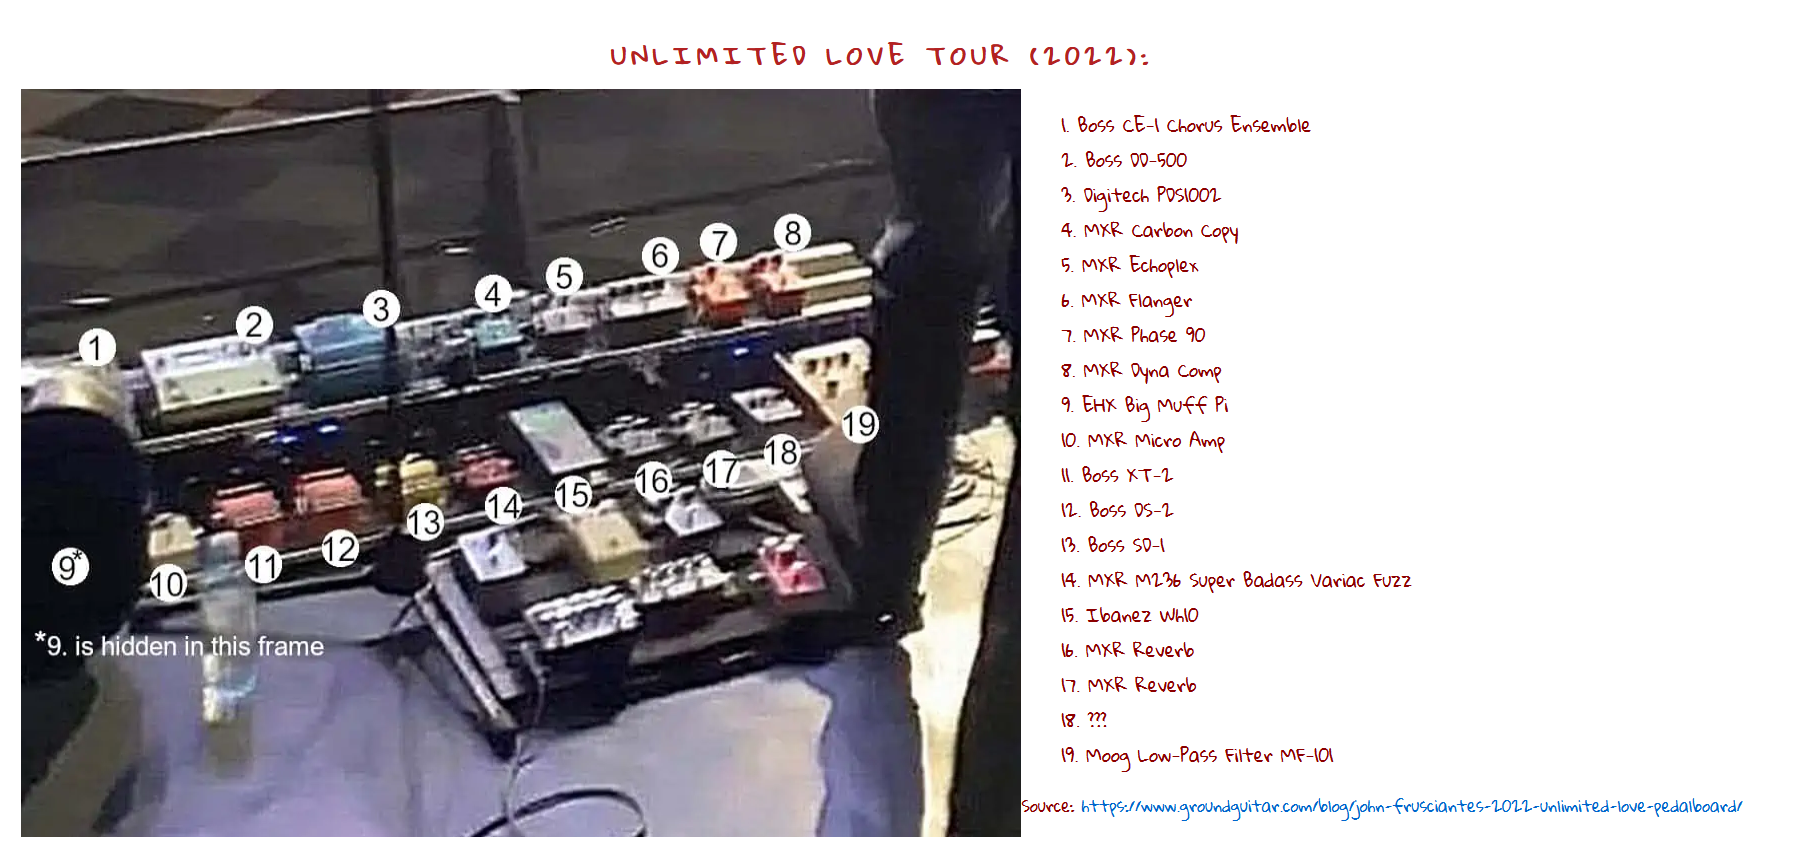 UNLIMITED LOVE TOUR (2022):
1
2
3
4
5
6
7
8
9*
10
11
12
13
14
15
16
17
18
19
*9. is hidden in this frame
1. Boss CE-1 Chorus Ensemble
2. Boss DD-500
3. Digitech PDS1002
4. MXR Carbon Copy
5. MXR Echoplex
6. MXR Flanger
7. MXR Phase 90
8. MXR Dyna Comp
9. EHX Big Muff Pi
10. MXR Micro Amp
11. Boss XT-2
12. Boss DS-2
13. Boss SD-1
14. MXR M236 Super Badass Variac Fuzz
15. Ibanez WH10
16. MXR Reverb
17. MXR Reverb
18. ???
19. Moog Low-Pass Filter MF-101
Source: https://www.groundguitar.com/blog/john-frusciantes-2022-unlimited-love-pedalboard/